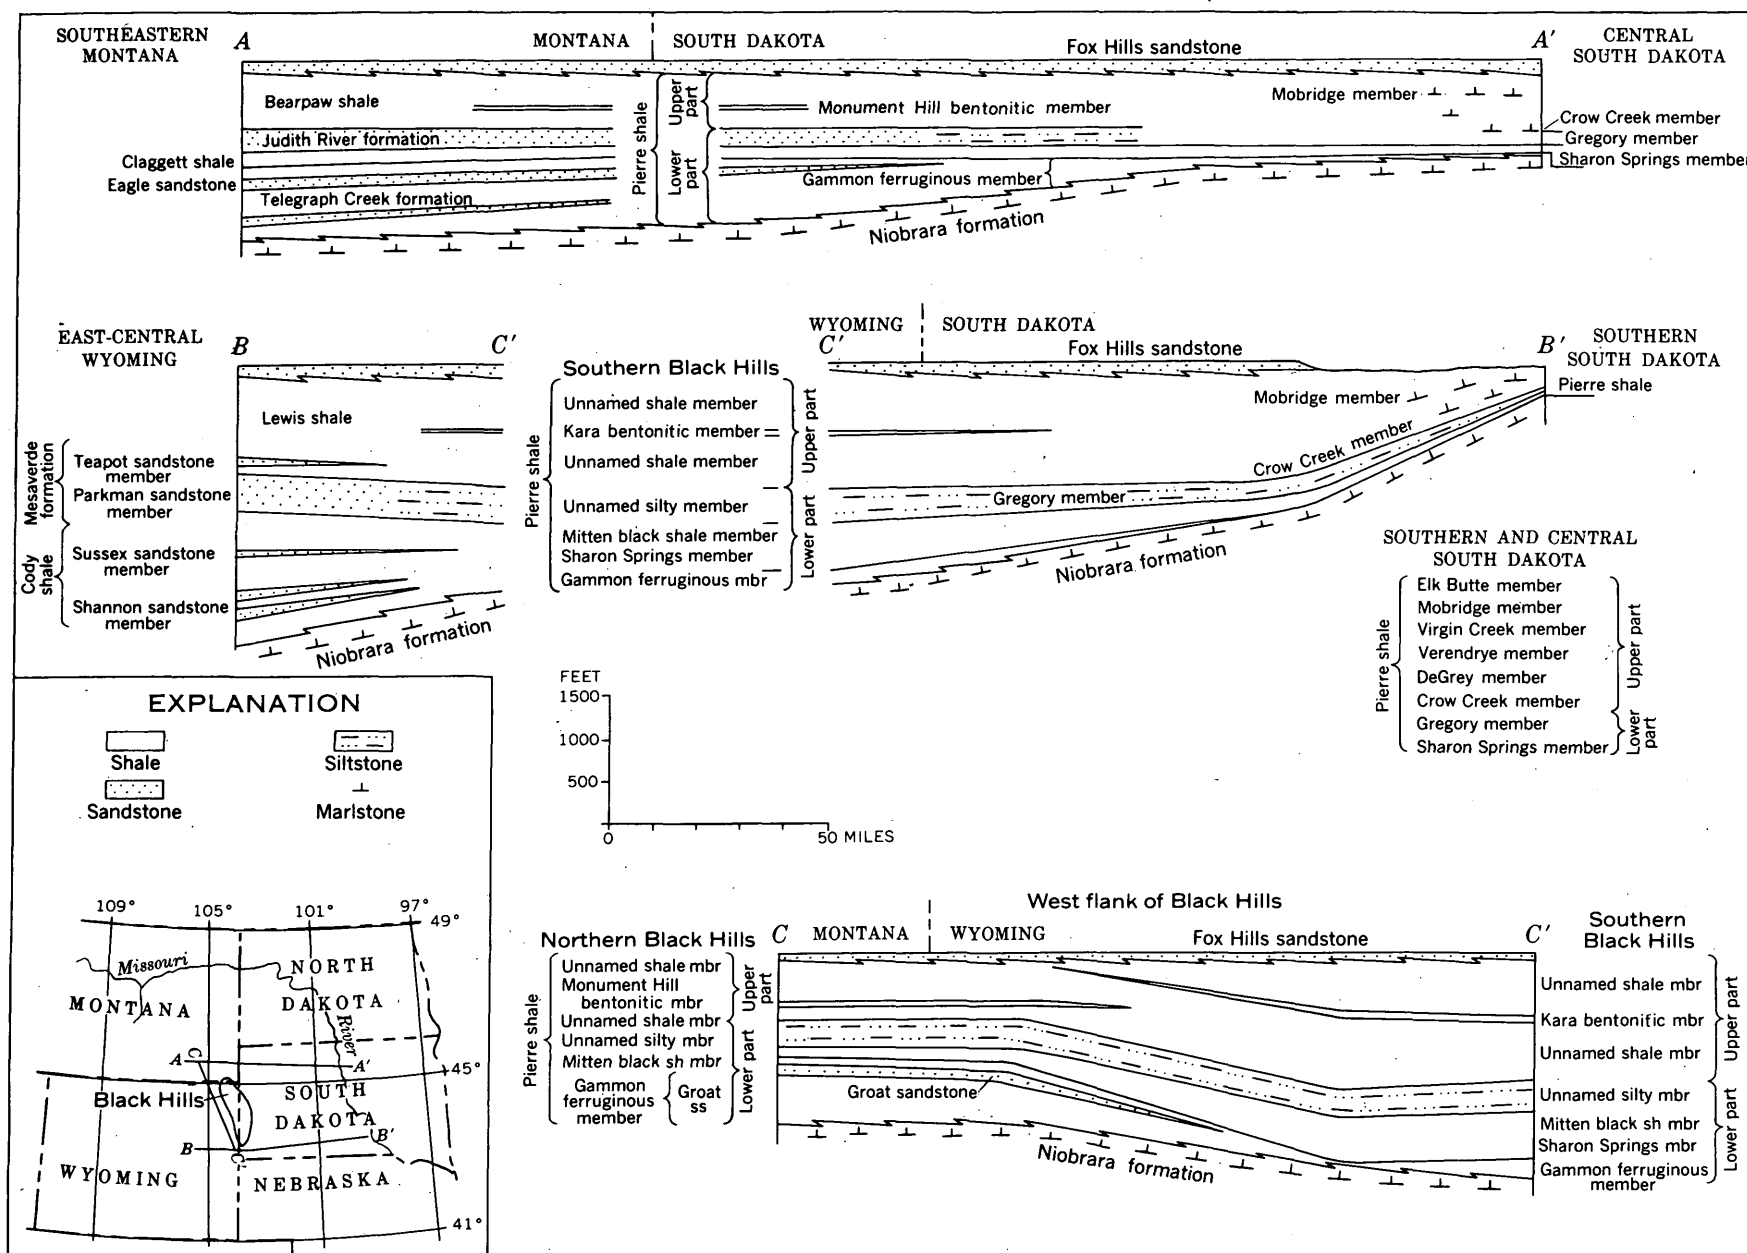 SOUTHEASTERN
MONTANA
A
MONTANA
SOUTH DAKOTA
Fox Hills sandstone
A'
CENTRAL
SOUTH DAKOTA
Bearpaw shale
Judith River formation
Claggett shale
Eagle sandstone
Telegraph Creek formation
Pierre shale
Upper
part
Lower
part
Monument Hill bentonitic member
Gammon ferruginous member
Niobrara formation
Mobridge member
Crow Creek member
Gregory member
Sharon Springs member
EAST-CENTRAL
WYOMING
B
C'
Lewis shale
Mesaverde
formation
Cody
shale
Teapot sandstone
member
Parkman sandstone
member
Sussex sandstone
member
Shannon sandstone
member
Niobrara formation
Southern Black Hills
Pierre shale
Unnamed shale member
Kara bentonitic member
Unnamed shale member
Unnamed silty member
Mitten black shale member
Sharon Springs member
Gammon ferruginous mbr
Upper part
Lower part
WYOMING
SOUTH DAKOTA
C'
Fox Hills sandstone
B'
SOUTHERN
SOUTH DAKOTA
Mobridge member
Pierre shale
Crow Creek member
Gregory member
Niobrara formation
SOUTHERN AND CENTRAL
SOUTH DAKOTA
Pierre shale
Elk Butte member
Mobridge member
Virgin Creek member
Verendrye member
DeGrey member
Crow Creek member
Gregory member
Sharon Springs member
Upper part
Lower
part
FEET
1500
1000
500
0
50 MILES
EXPLANATION
Shale
Siltstone
Sandstone
Marlstone
109°
105°
101°
97°
49°
Missouri
River
NORTH
DAKOTA
MONTANA
C
A
A'
45°
SOUTH
DAKOTA
Black Hills
B
B'
C'
WYOMING
NEBRASKA
41°
West flank of Black Hills
Northern Black Hills
C
MONTANA
WYOMING
Fox Hills sandstone
C'
Southern
Black Hills
Pierre shale
Unnamed shale mbr
Monument Hill
bentonitic mbr
Unnamed shale mbr
Unnamed silty mbr
Mitten black sh mbr
Gammon
ferruginous
member
Groat
ss
Upper
part
Lower part
Groat sandstone
Niobrara formation
Unnamed shale mbr
Kara bentonitic mbr
Unnamed shale mbr
Unnamed silty mbr
Mitten black sh mbr
Sharon Springs mbr
Gammon ferruginous
member
Upper part
Lower part